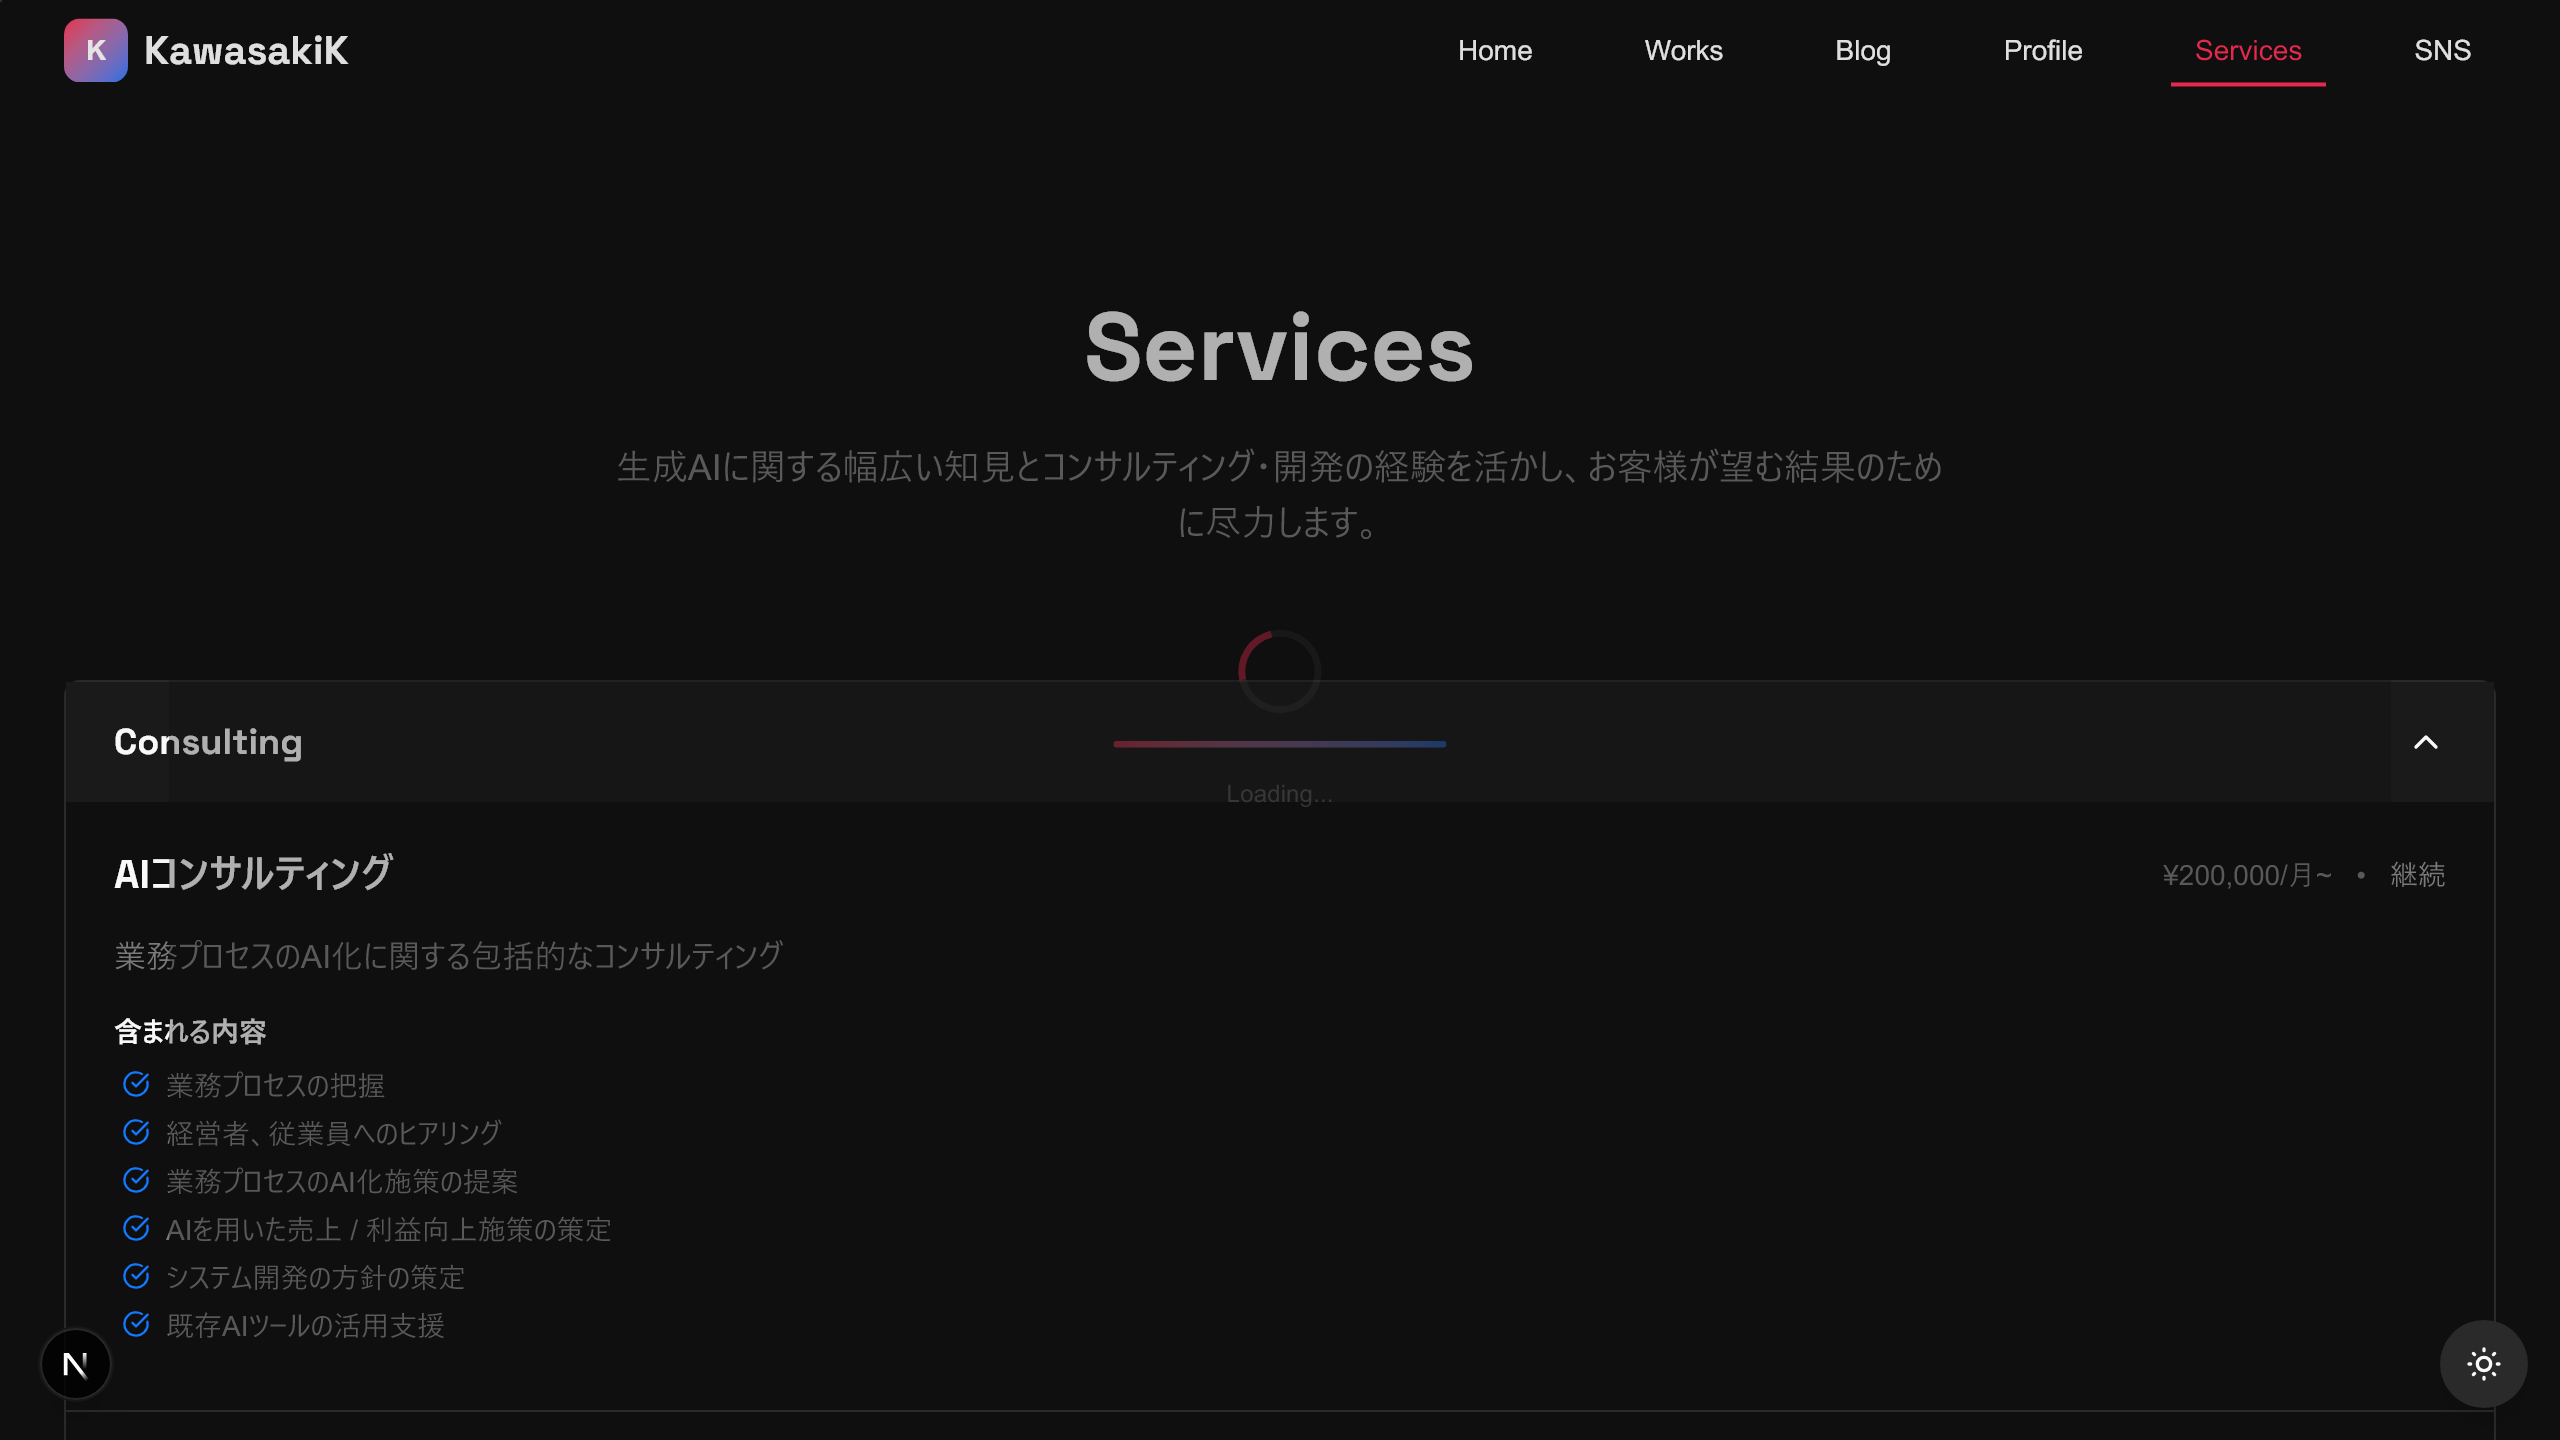 K KawasakiK
Home Works Blog Profile Services SNS
Services
生成AIに関する幅広い知見とコンサルティング・開発の経験を活かし、お客様が望む結果のため
に尽力します。
Consulting
Loading...
AIコンサルティング
¥200,000/月~ • 継続
業務プロセスのAI化に関する包括的なコンサルティング
含まれる内容
業務プロセスの把握
経営者、従業員へのヒアリング
業務プロセスのAI化施策の提案
AIを用いた売上 / 利益向上施策の策定
システム開発の方針の策定
既存AIツールの活用支援
N